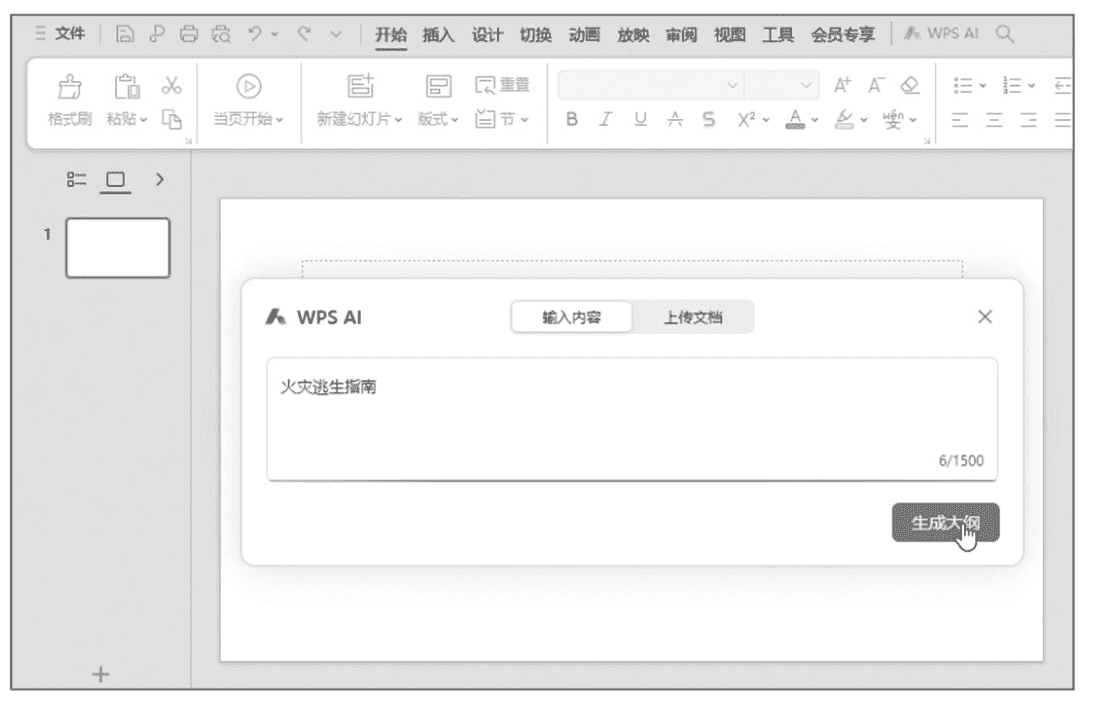 文件 开始 插入 设计 切换 动画 放映 审阅 视图 工具 会员专享 WPS AI
重置
格式刷 粘贴 当页开始 新建幻灯片 版式 节 B I U A S X² A wén 文
A+ A-
1
WPS AI 输入内容 上传文档
火灾逃生指南
6/1500
生成大纲